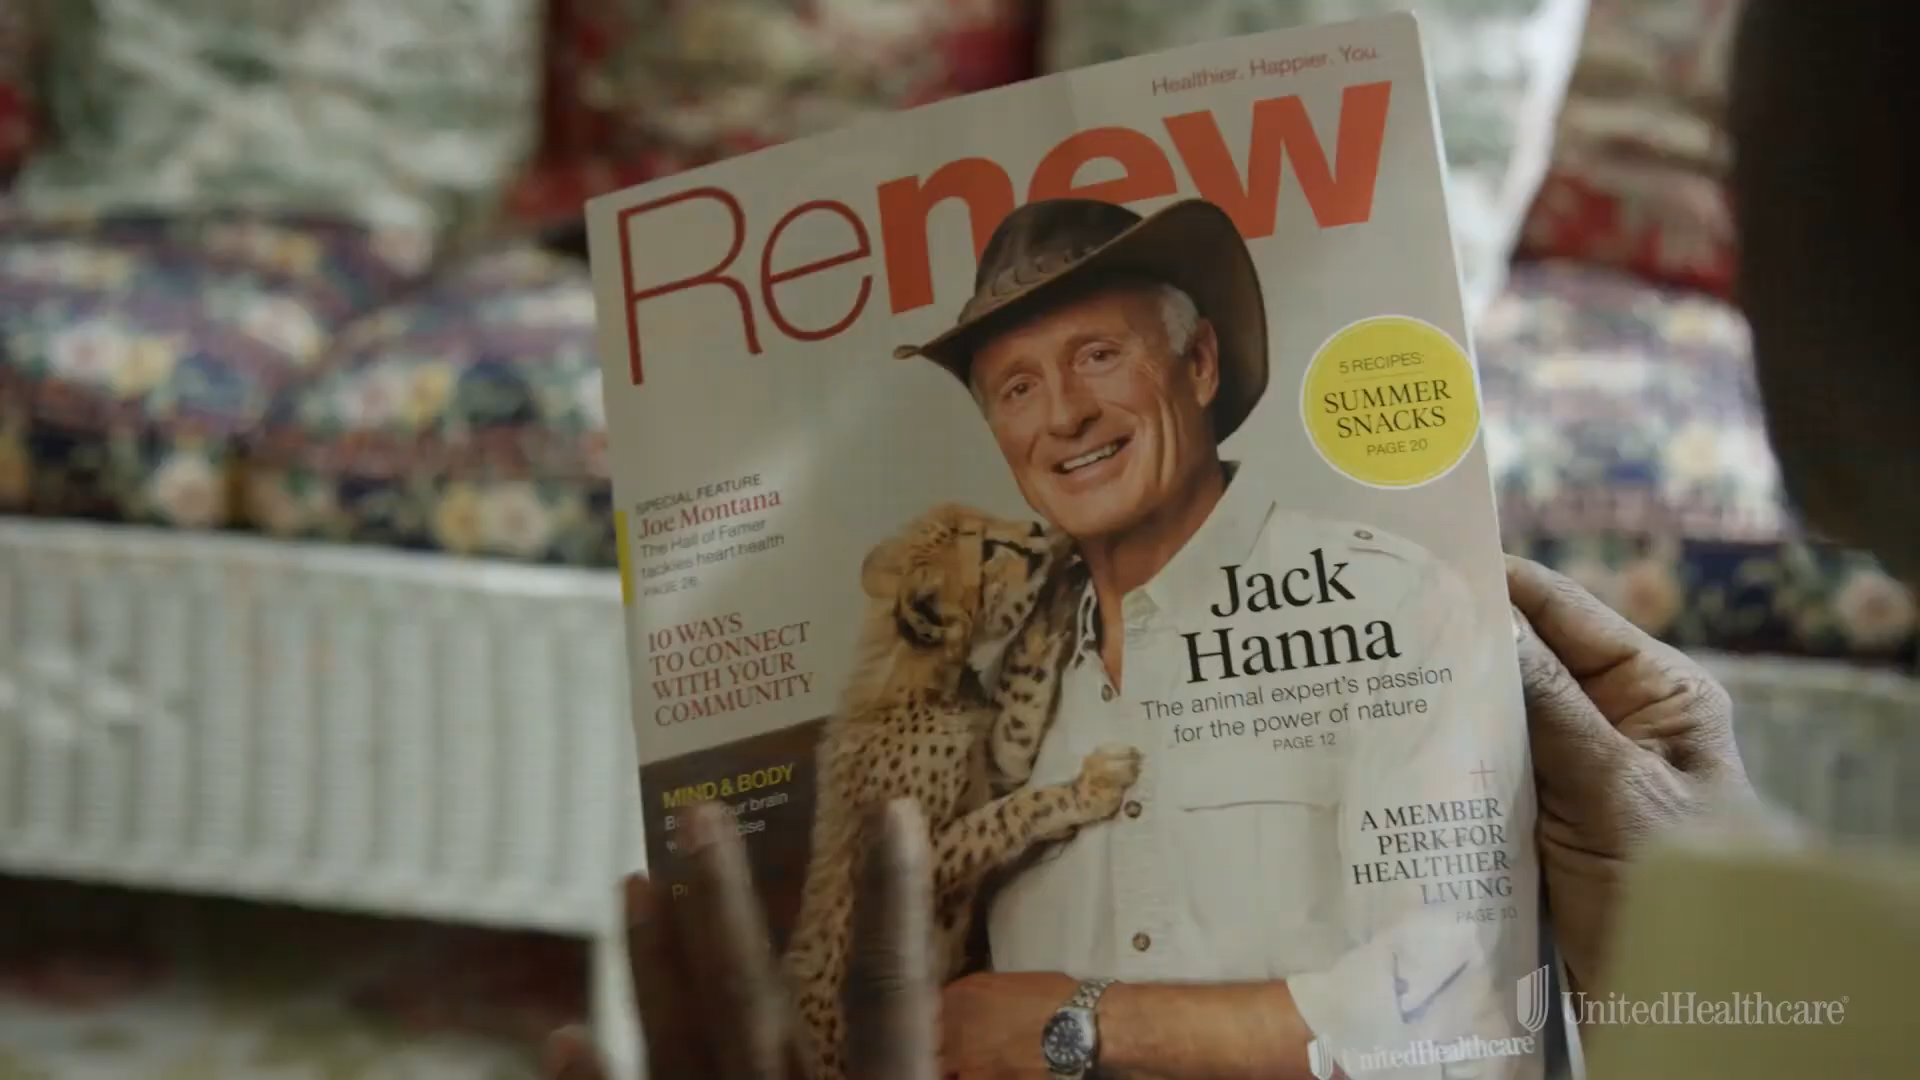 Healthier. Happier. You.
Renew
5 RECIPES:
SUMMER
SNACKS
PAGE 20
SPECIAL FEATURE
Joe Montana
The Hall of Famer
tackles heart health
PAGE 26
10 WAYS
TO CONNECT
WITH YOUR
COMMUNITY
Jack
Hanna
The animal expert's passion
for the power of nature
PAGE 12
MIND & BODY
brain
+
A MEMBER
PERK FOR
HEALTHIER
LIVING
PAGE 10
UnitedHealthcare
UnitedHealthcare®